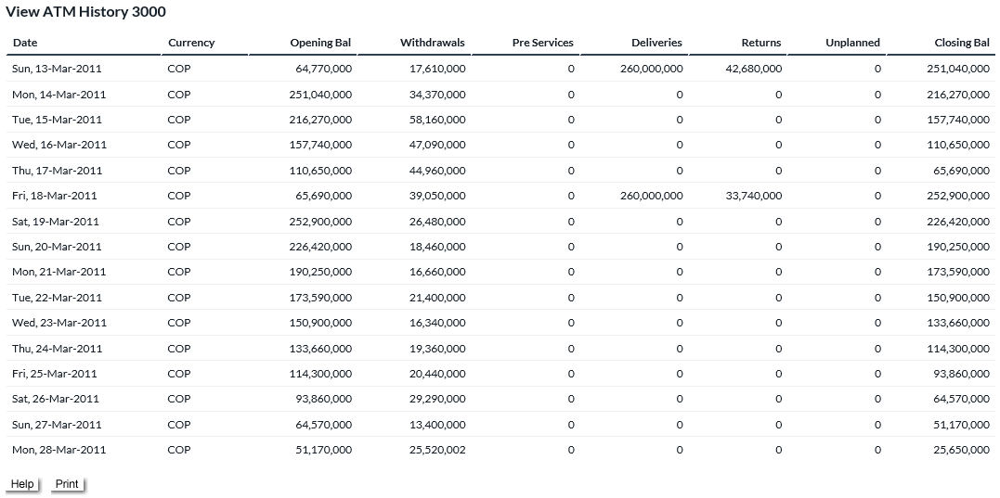 View ATM History 3000
Date Currency Opening Bal Withdrawals Pre Services Deliveries Returns Unplanned Closing Bal
Sun, 13-Mar-2011 COP 64,770,000 17,610,000 0 260,000,000 42,680,000 0 251,040,000
Mon, 14-Mar-2011 COP 251,040,000 34,370,000 0 0 0 0 216,270,000
Tue, 15-Mar-2011 COP 216,270,000 58,160,000 0 0 0 0 157,740,000
Wed, 16-Mar-2011 COP 157,740,000 47,090,000 0 0 0 0 110,650,000
Thu, 17-Mar-2011 COP 110,650,000 44,960,000 0 0 0 0 65,690,000
Fri, 18-Mar-2011 COP 65,690,000 39,050,000 0 260,000,000 33,740,000 0 252,900,000
Sat, 19-Mar-2011 COP 252,900,000 26,480,000 0 0 0 0 226,420,000
Sun, 20-Mar-2011 COP 226,420,000 18,460,000 0 0 0 0 190,250,000
Mon, 21-Mar-2011 COP 190,250,000 16,660,000 0 0 0 0 173,590,000
Tue, 22-Mar-2011 COP 173,590,000 21,400,000 0 0 0 0 150,900,000
Wed, 23-Mar-2011 COP 150,900,000 16,340,000 0 0 0 0 133,660,000
Thu, 24-Mar-2011 COP 133,660,000 19,360,000 0 0 0 0 114,300,000
Fri, 25-Mar-2011 COP 114,300,000 20,440,000 0 0 0 0 93,860,000
Sat, 26-Mar-2011 COP 93,860,000 29,290,000 0 0 0 0 64,570,000
Sun, 27-Mar-2011 COP 64,570,000 13,400,000 0 0 0 0 51,170,000
Mon, 28-Mar-2011 COP 51,170,000 25,520,002 0 0 0 0 25,650,000
Help Print